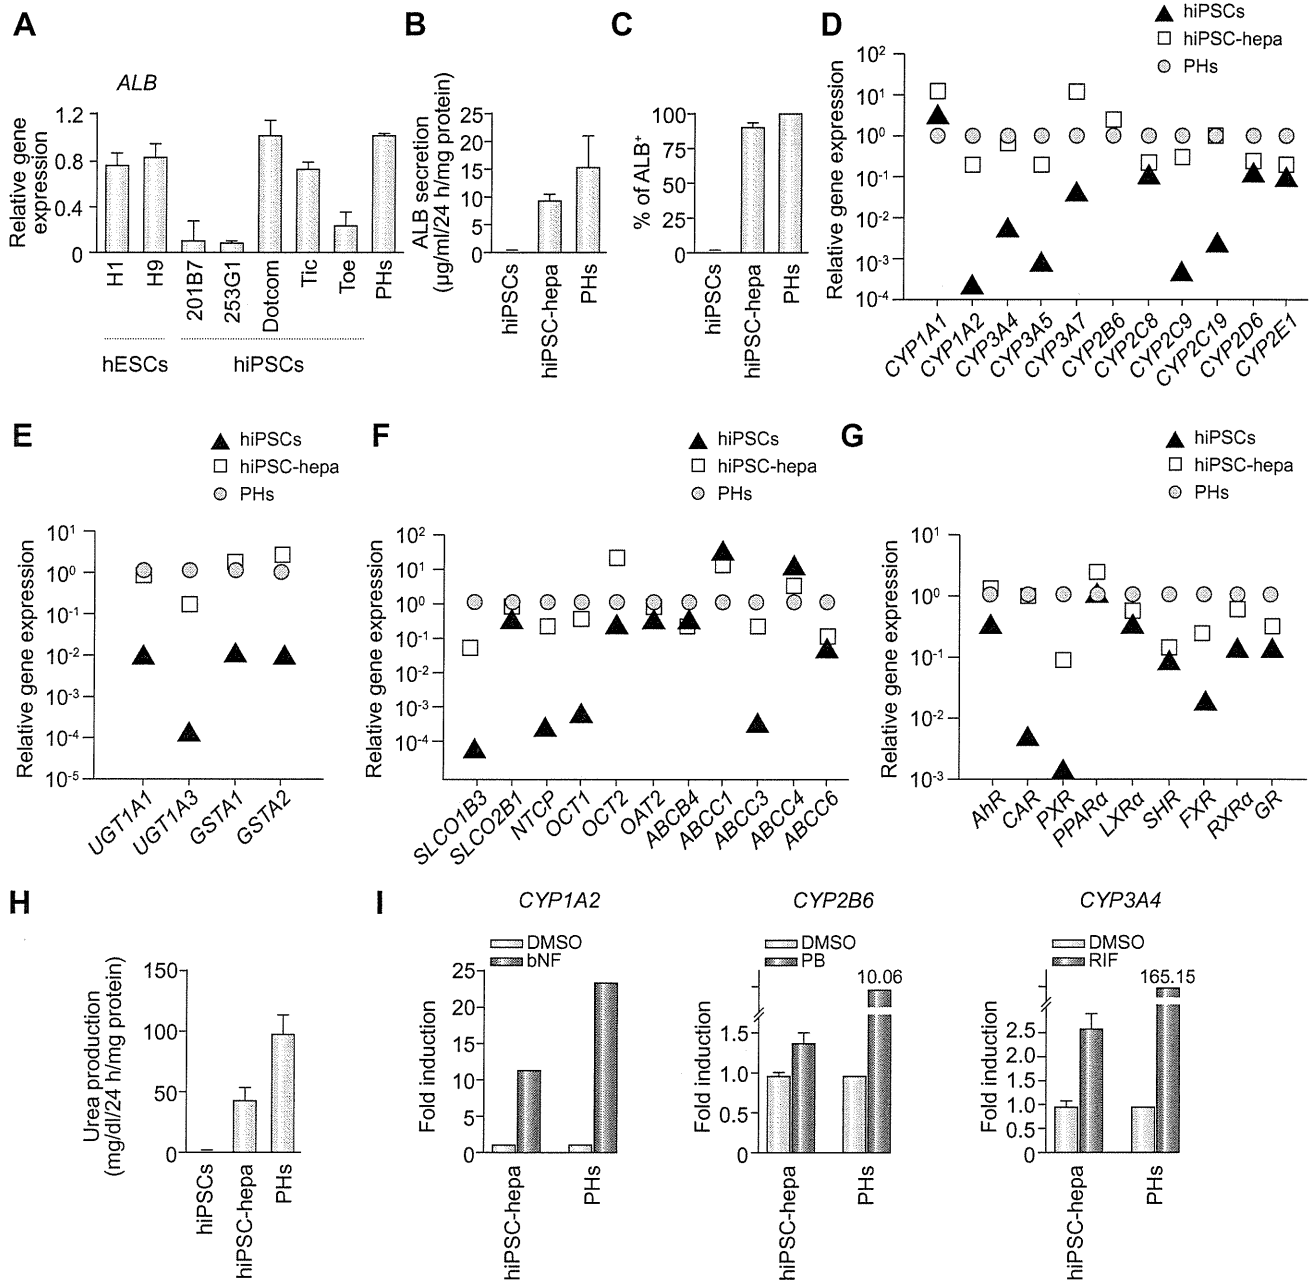 A
ALB
Relative gene
expression
1.2
0.8
0.4
0
H1
H9
201B7
253G1
Dotcom
Tic
Toe
PHs
hESCs
hiPSCs
B
ALB secretion
(μg/ml/24 h/mg protein)
25
20
15
10
5
0
hiPSCs
hiPSC-hepa
PHs
C
% of ALB⁺
100
75
50
25
0
hiPSCs
hiPSC-hepa
PHs
D
hiPSCs
hiPSC-hepa
PHs
Relative gene expression
10²
10¹
10⁰
10⁻¹
10⁻²
10⁻³
10⁻⁴
CYP1A1
CYP1A2
CYP3A4
CYP3A5
CYP3A7
CYP2B6
CYP2C8
CYP2C9
CYP2C19
CYP2D6
CYP2E1
E
hiPSCs
hiPSC-hepa
PHs
Relative gene expression
10¹
10⁰
10⁻¹
10⁻²
10⁻³
10⁻⁴
10⁻⁵
UGT1A1
UGT1A3
GSTA1
GSTA2
F
hiPSCs
hiPSC-hepa
PHs
Relative gene expression
10²
10¹
10⁰
10⁻¹
10⁻²
10⁻³
10⁻⁴
SLCO1B3
SLCO2B1
NTCP
OCT1
OCT2
OAT2
ABCB4
ABCC1
ABCC3
ABCC4
ABCC6
G
hiPSCs
hiPSC-hepa
PHs
Relative gene expression
10¹
10⁰
10⁻¹
10⁻²
10⁻³
AhR
CAR
PXR
PPARα
LXRα
SHR
FXR
RXRα
GR
H
Urea production
(mg/dl/24 h/mg protein)
150
100
50
0
hiPSCs
hiPSC-hepa
PHs
I
CYP1A2
DMSO
bNF
Fold induction
25
20
15
10
5
0
hiPSC-hepa
PHs
CYP2B6
DMSO
PB
10.06
Fold induction
1.5
1.0
0.5
0
hiPSC-hepa
PHs
CYP3A4
DMSO
RIF
165.15
Fold induction
2.5
2.0
1.5
1.0
0.5
0
hiPSC-hepa
PHs